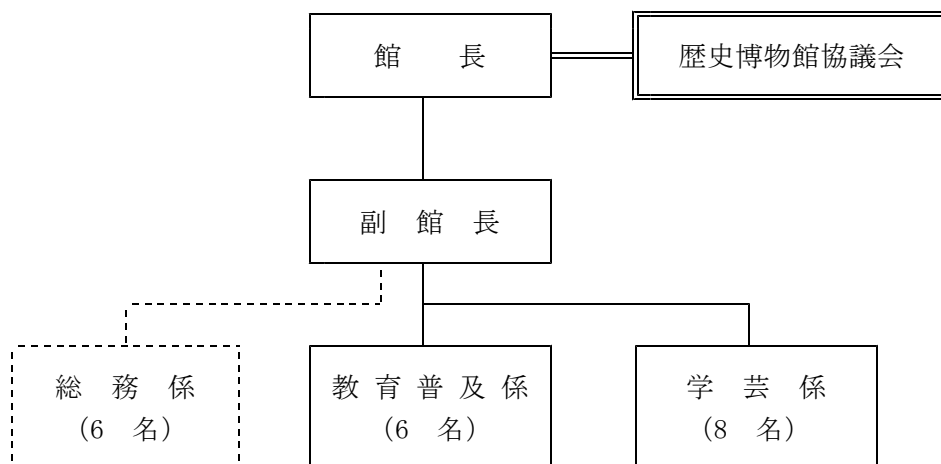 館　　長
歴史博物館協議会
副　館　長
総　務　係
（6　名）
教 育 普 及 係
（6　名）
学　芸　係
（8　名）